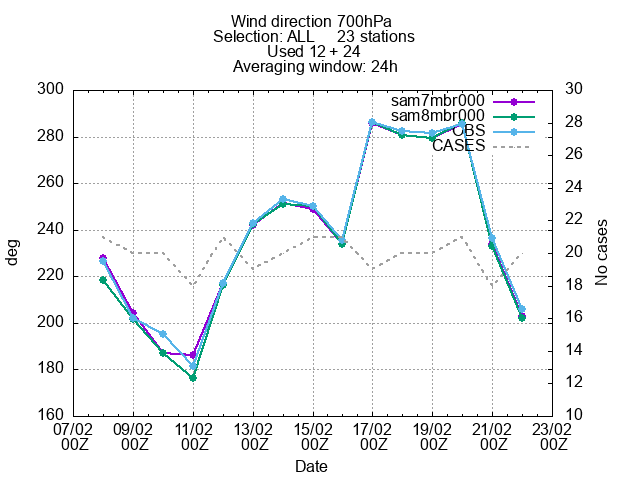 Wind direction 700hPa
Selection: ALL 23 stations
Used 12 + 24
Averaging window: 24h
300 30
280 28
260 26
240 24
220 22
200 20
180 18
160 16
14
12
10
sam7mbr000
sam8mbr000
OBS
CASES
deg
No cases
07/02 09/02 11/02 13/02 15/02 17/02 19/02 21/02 23/02
00Z 00Z 00Z 00Z 00Z 00Z 00Z 00Z 00Z
Date